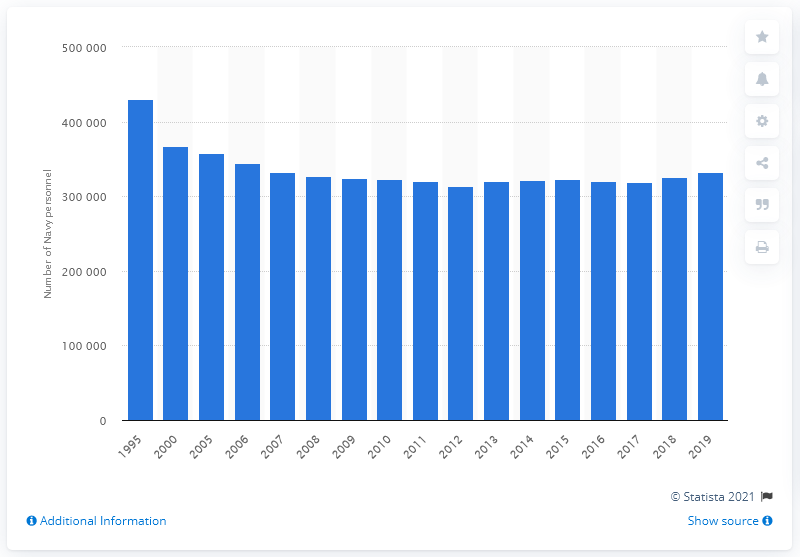 500 000
400 000
300 000
200 000
100 000
0
Number of Navy personnel
1995 2000 2005 2006 2007 2008 2009 2010 2011 2012 2013 2014 2015 2016 2017 2018 2019
© Statista 2021
Additional Information Show source